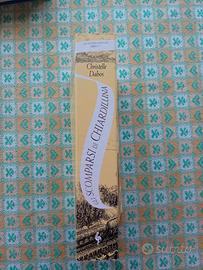 Christelle
Dabos
GLI SCOMPARSI DI CHIARDILUNA
subito